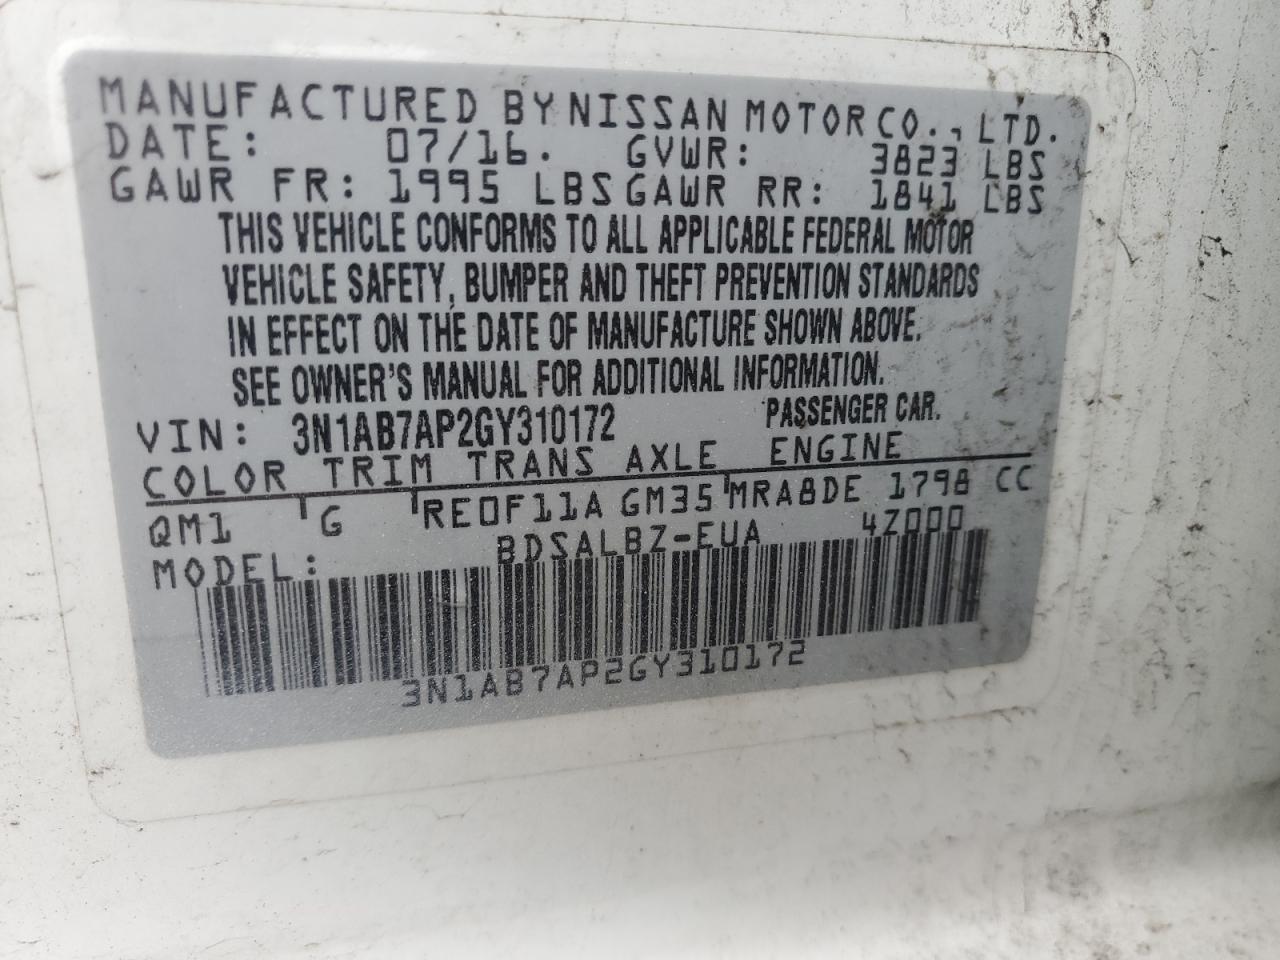 MANUFACTURED BY NISSAN MOTOR CO., LTD.
DATE: 07/16. GVWR: 3823 LBS
GAWR FR: 1995 LBS GAWR RR: 1841 LBS
THIS VEHICLE CONFORMS TO ALL APPLICABLE FEDERAL MOTOR
VEHICLE SAFETY, BUMPER AND THEFT PREVENTION STANDARDS
IN EFFECT ON THE DATE OF MANUFACTURE SHOWN ABOVE.
SEE OWNER'S MANUAL FOR ADDITIONAL INFORMATION.
VIN: 3N1AB7AP2GY310172 PASSENGER CAR.
COLOR TRIM TRANS AXLE ENGINE
QM1 G RE0F11A GM35 MRA8DE 1798 CC
MODEL: BDSALBZ-EUA 4Z000
3N1AB7AP2GY310172